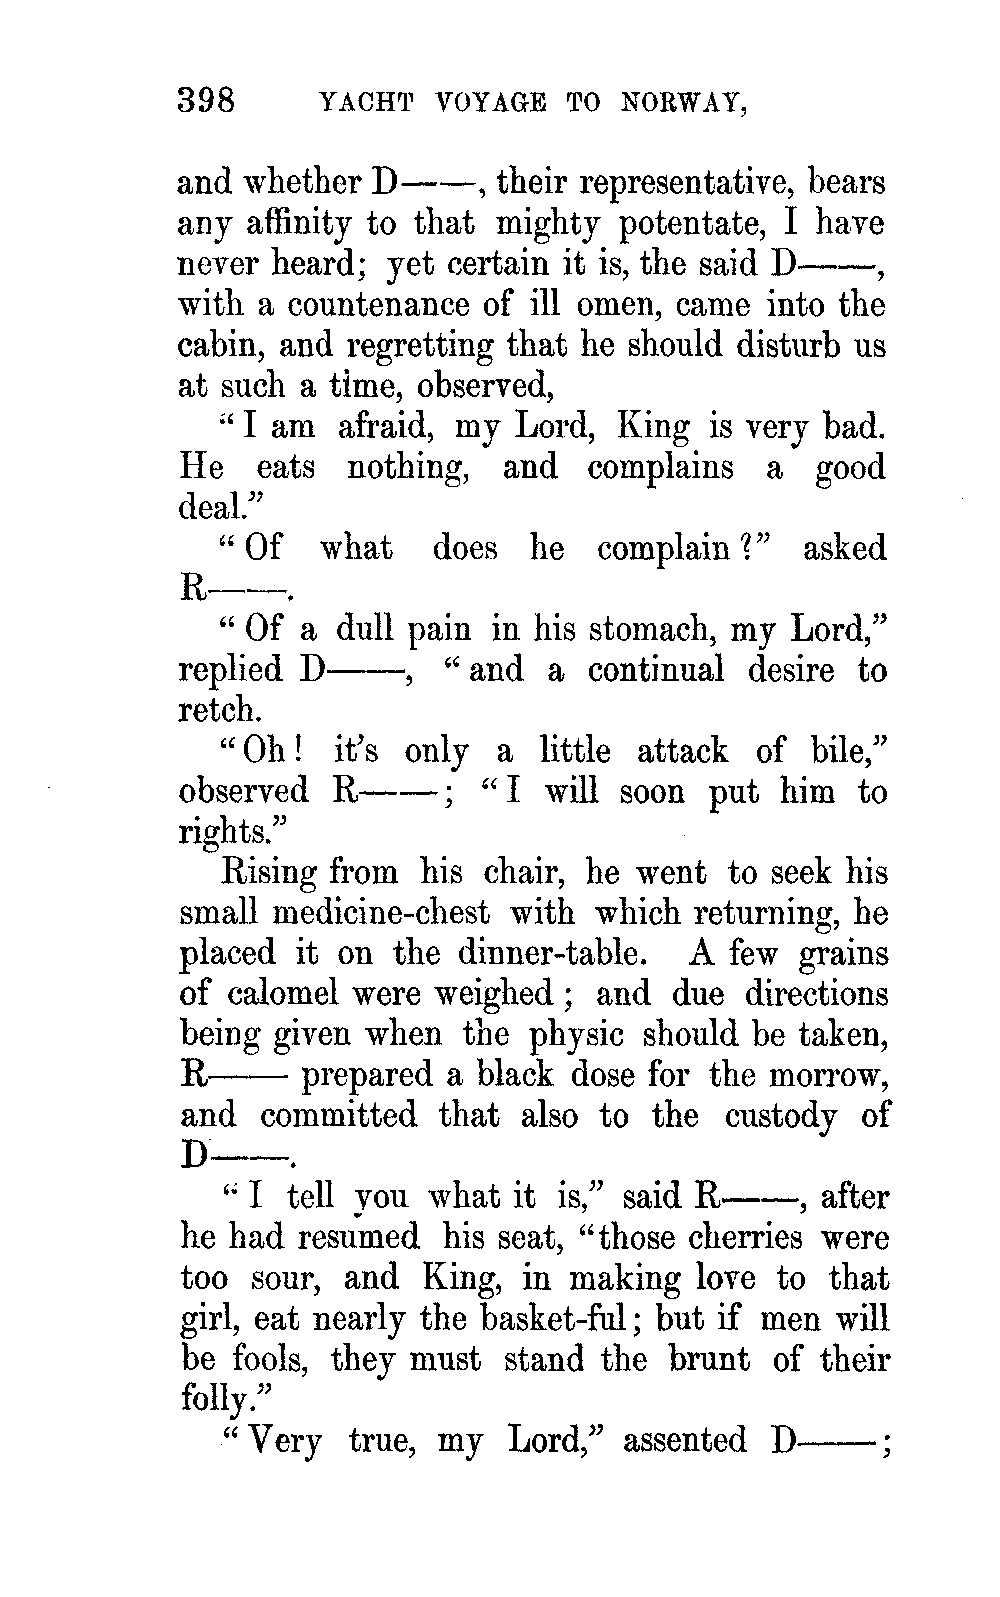 398 YACHT VOYAGE TO NORWAY,
and whether D——, their representative, bears
any affinity to that mighty potentate, I have
never heard; yet certain it is, the said D——,
with a countenance of ill omen, came into the
cabin, and regretting that he should disturb us
at such a time, observed,
“ I am afraid, my Lord, King is very bad.
He eats nothing, and complains a good
deal.”
“ Of what does he complain ?” asked
R——.
“ Of a dull pain in his stomach, my Lord,”
replied D——, “ and a continual desire to
retch.
“ Oh ! it’s only a little attack of bile,”
observed R——; “ I will soon put him to
rights.”
Rising from his chair, he went to seek his
small medicine-chest with which returning, he
placed it on the dinner-table. A few grains
of calomel were weighed ; and due directions
being given when the physic should be taken,
R—— prepared a black dose for the morrow,
and committed that also to the custody of
D——.
“ I tell you what it is,” said R——, after
he had resumed his seat, “those cherries were
too sour, and King, in making love to that
girl, eat nearly the basket-ful; but if men will
be fools, they must stand the brunt of their
folly.”
“ Very true, my Lord,” assented D——;